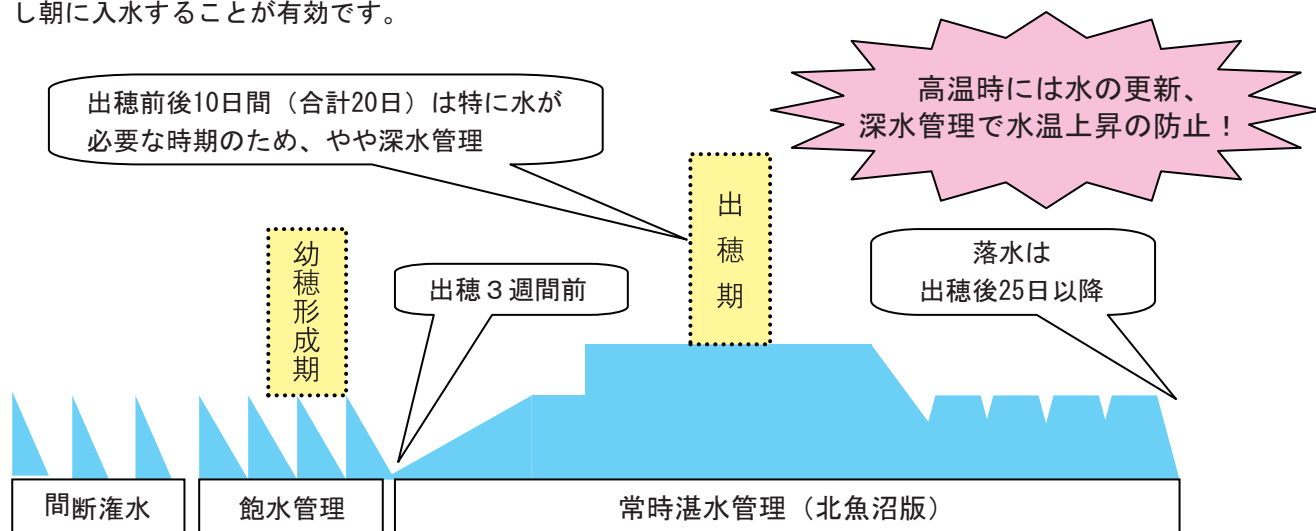 し朝に入水することが有効です。
高温時には水の更新、
深水管理で水温上昇の防止！
出穂前後10日間（合計20日）は特に水が
必要な時期のため、やや深水管理
出穂期
幼穂形成期
出穂３週間前
落水は
出穂後25日以降
間断潅水
飽水管理
常時湛水管理（北魚沼版）